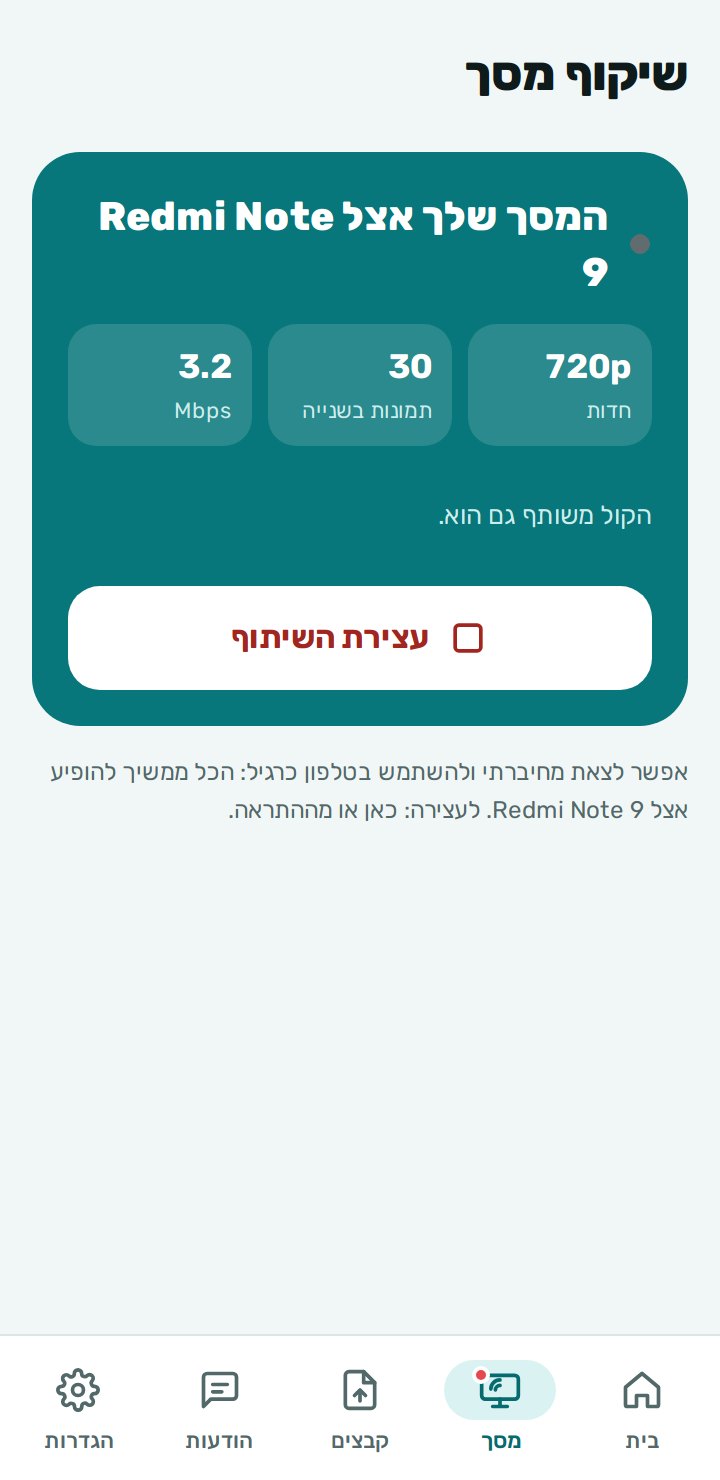 שיקוף מסך
המסך שלך אצל Redmi Note
9
720p
חדות
30
תמונות בשנייה
3.2
Mbps
הקול משותף גם הוא.
עצירת השיתוף
אפשר לצאת מחיברתי ולהשתמש בטלפון כרגיל: הכל ממשיך להופיע
אצל Redmi Note 9. לעצירה: כאן או מההתראה.
בית
מסך
קבצים
הודעות
הגדרות